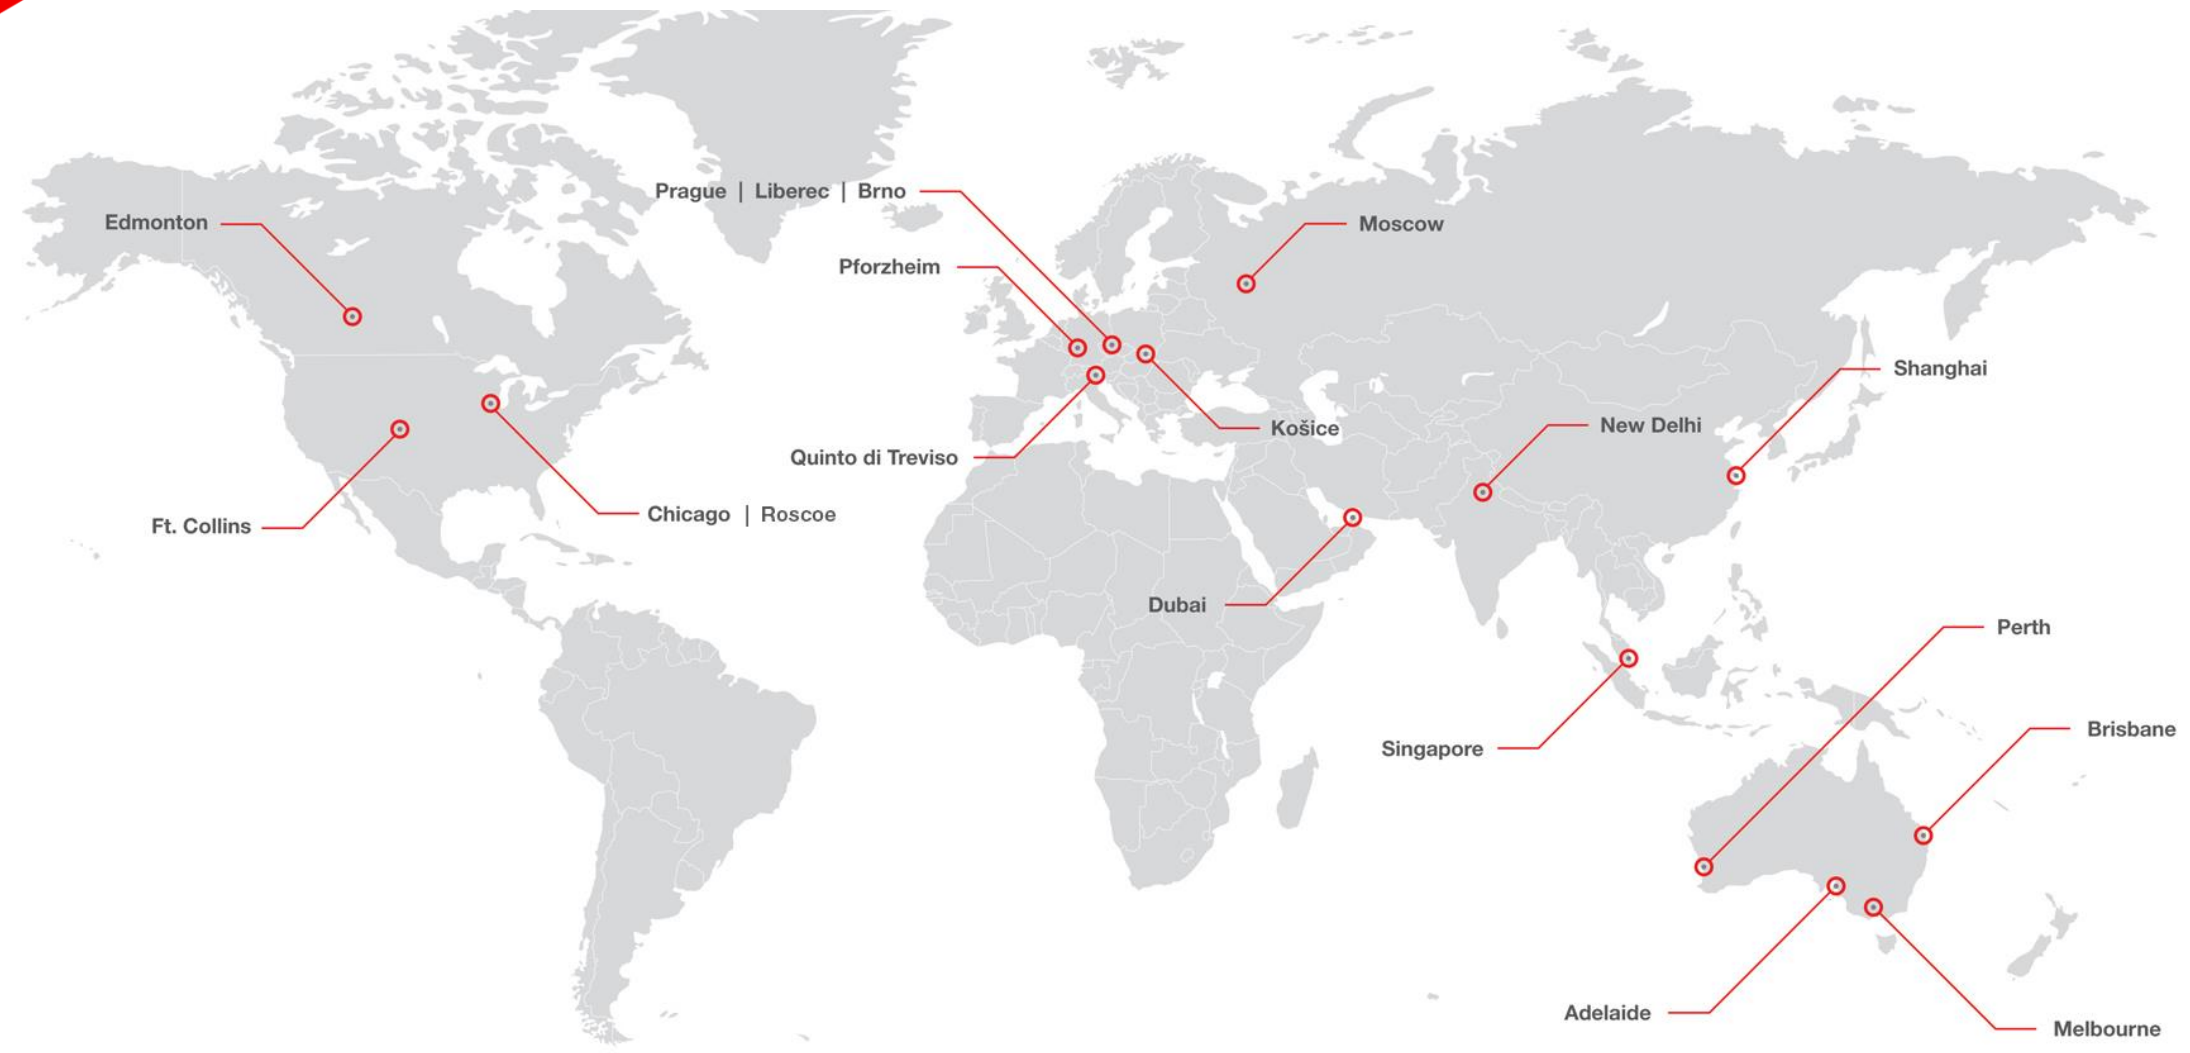 Prague | Liberec | Brno
Edmonton
Moscow
Pforzheim
Shanghai
New Delhi
Košice
Quinto di Treviso
Chicago | Roscoe
Ft. Collins
Dubai
Perth
Brisbane
Singapore
Adelaide
Melbourne